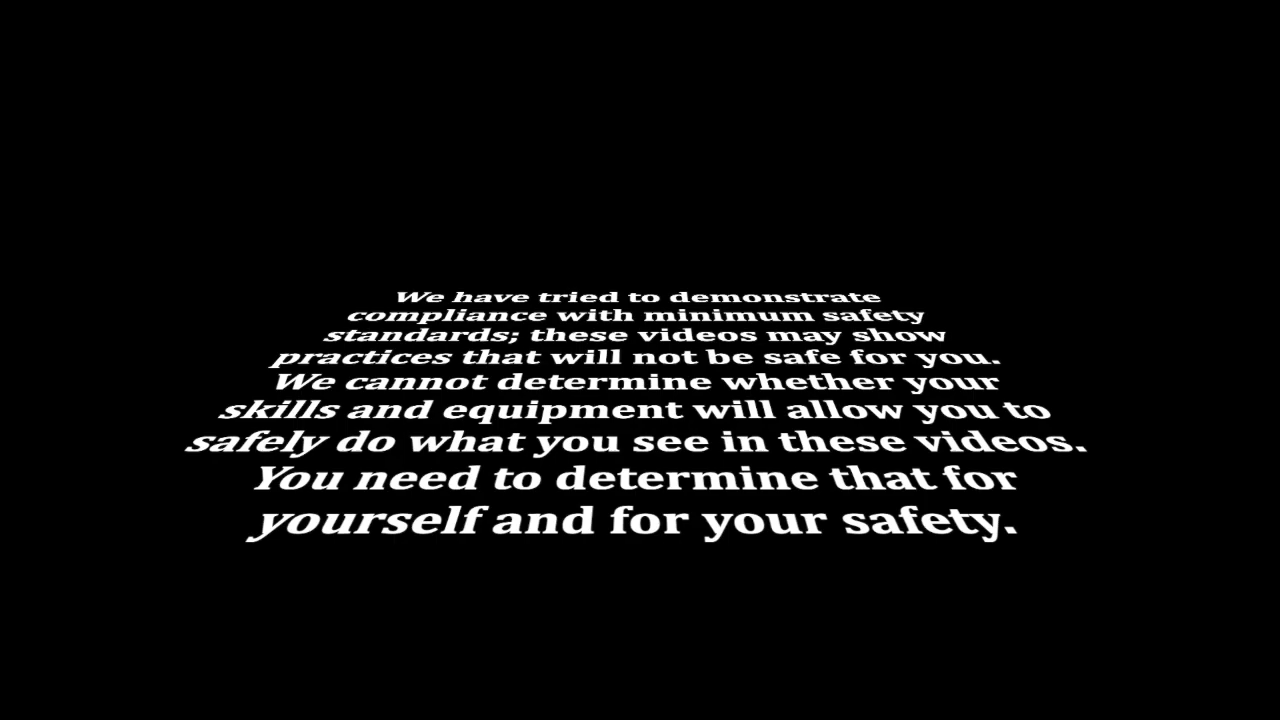 We have tried to demonstrate
compliance with minimum safety
standards; these videos may show
practices that will not be safe for you.
We cannot determine whether your
skills and equipment will allow you to
safely do what you see in these videos.
You need to determine that for
yourself and for your safety.